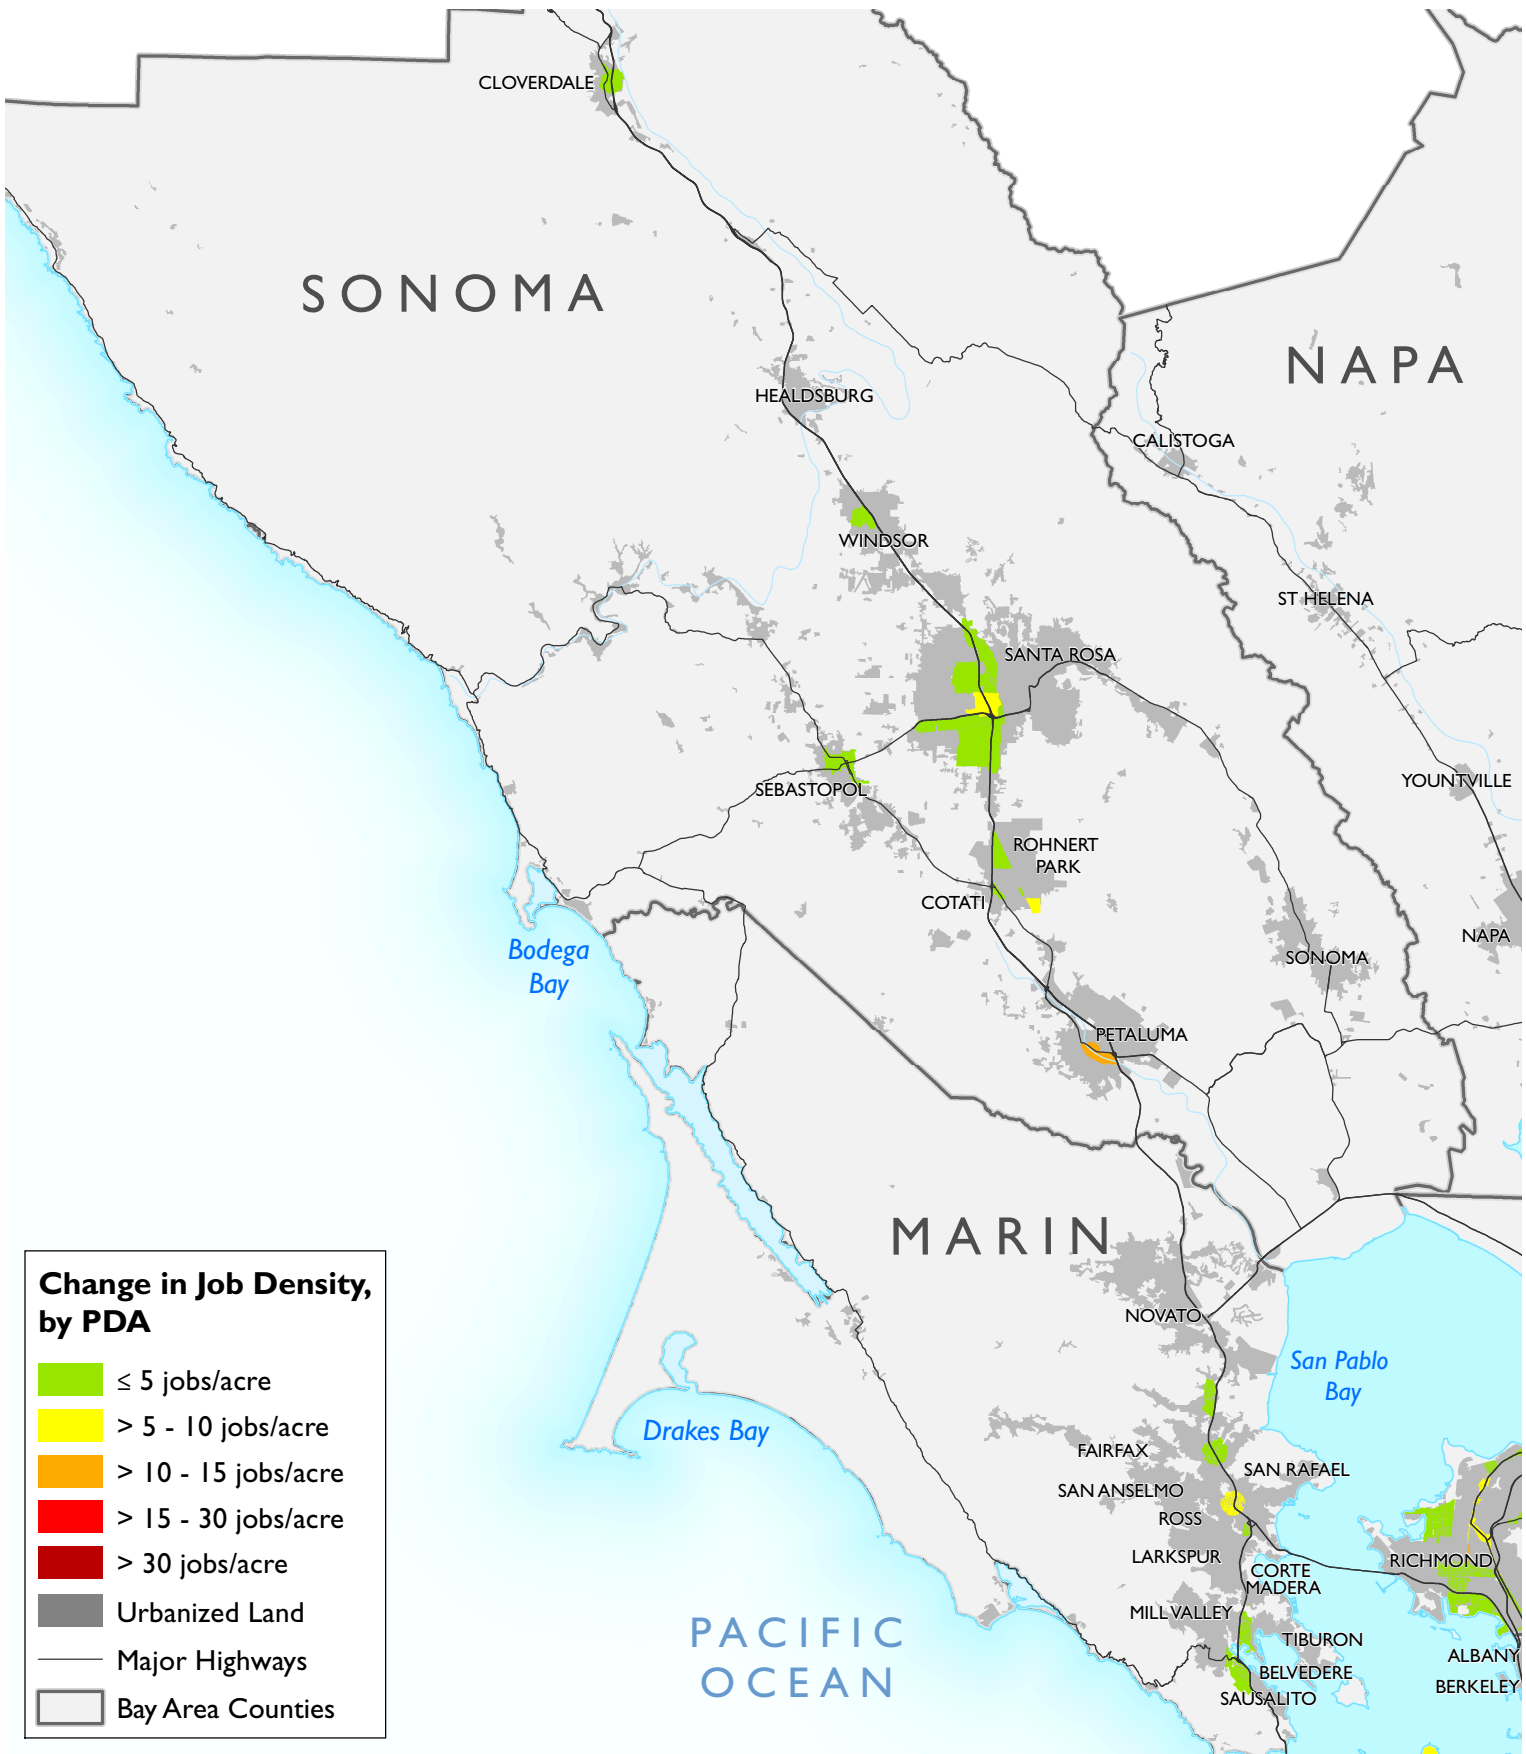 CLOVERDALE
SONOMA
NAPA
HEALDSBURG
CALISTOGA
WINDSOR
ST HELENA
SANTA ROSA
YOUNTVILLE
SEBASTOPOL
ROHNERT
PARK
COTATI
NAPA
Bodega
Bay
SONOMA
PETALUMA
MARIN
NOVATO
San Pablo
Bay
Drakes Bay
FAIRFAX
SAN RAFAEL
SAN ANSELMO
ROSS
LARKSPUR
RICHMOND
CORTE
MADERA
MILL VALLEY
PACIFIC
OCEAN
TIBURON
ALBANY
BELVEDERE
BERKELEY
SAUSALITO
Change in Job Density,
by PDA
≤ 5 jobs/acre
> 5 - 10 jobs/acre
> 10 - 15 jobs/acre
> 15 - 30 jobs/acre
> 30 jobs/acre
Urbanized Land
Major Highways
Bay Area Counties